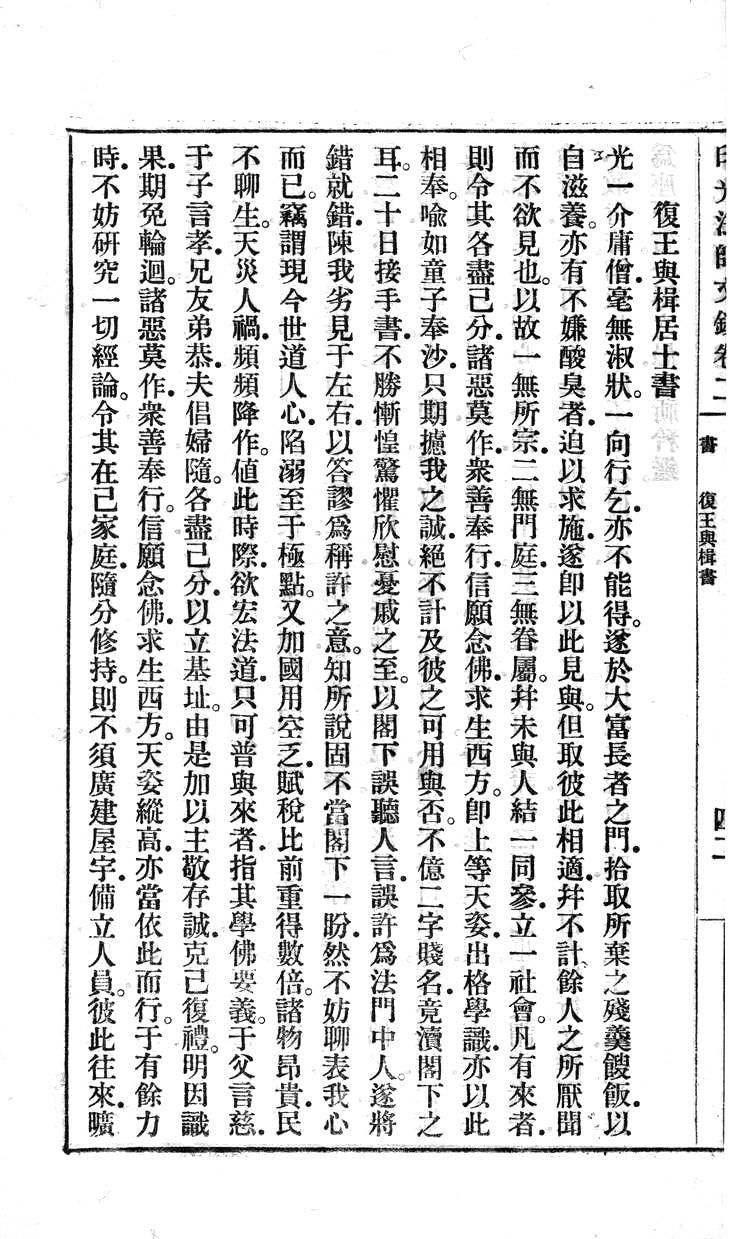 印光法師文鈔卷二 書 復王與楫書 四二
復王與楫居士書
光一介庸僧。毫無淑狀。一向行乞。亦不能得。遂於大富長者之門。拾取所棄之殘羹餿飯。以
自滋養。亦有不嫌酸臭者。迫以求施。遂卽以此見與。但取彼此相適。幷不計餘人之所厭聞
而不欲見也。以故一無所宗。二無門庭。三無眷屬。幷未與人結一同參。立一社會。凡有來者。
則令其各盡己分。諸惡莫作。衆善奉行。信願念佛。求生西方。卽上等天姿。出格學識。亦以此
相奉。喩如童子奉沙。只期攄我之誠。絕不計及彼之可用與否。不億二字賤名。竟瀆閣下之
耳。二十日接手書。不勝慚惶驚懼欣慰憂戚之至。以閣下誤聽人言。誤許爲法門中人。遂將
錯就錯。陳我劣見于左右。以答謬爲稱許之意。知所說固不當閣下一盼。然不妨聊表我心
而已。竊謂現今世道人心。陷溺至于極點。又加國用空乏。賦稅比前重得數倍。諸物昂貴。民
不聊生。天災人禍。頻頻降作。値此時際。欲宏法道。只可普與來者。指其學佛要義。于父言慈。
于子言孝。兄友弟恭。夫倡婦隨。各盡己分。以立基址。由是加以主敬存誠。克己復禮。明因識
果。期免輪迴。諸惡莫作。衆善奉行。信願念佛。求生西方。天姿縱高。亦當依此而行。于有餘力
時。不妨硏究一切經論。令其在己家庭。隨分修持。則不須廣建屋宇。備立人員。彼此往來。曠